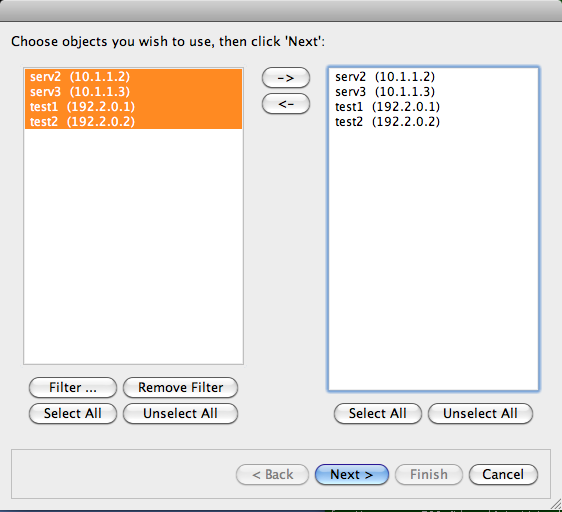 Choose objects you wish to use, then click 'Next':
serv2 (10.1.1.2)
serv3 (10.1.1.3)
test1 (192.2.0.1)
test2 (192.2.0.2)
->
<-
serv2 (10.1.1.2)
serv3 (10.1.1.3)
test1 (192.2.0.1)
test2 (192.2.0.2)
Filter ... Remove Filter
Select All Unselect All
Select All Unselect All
< Back Next > Finish Cancel